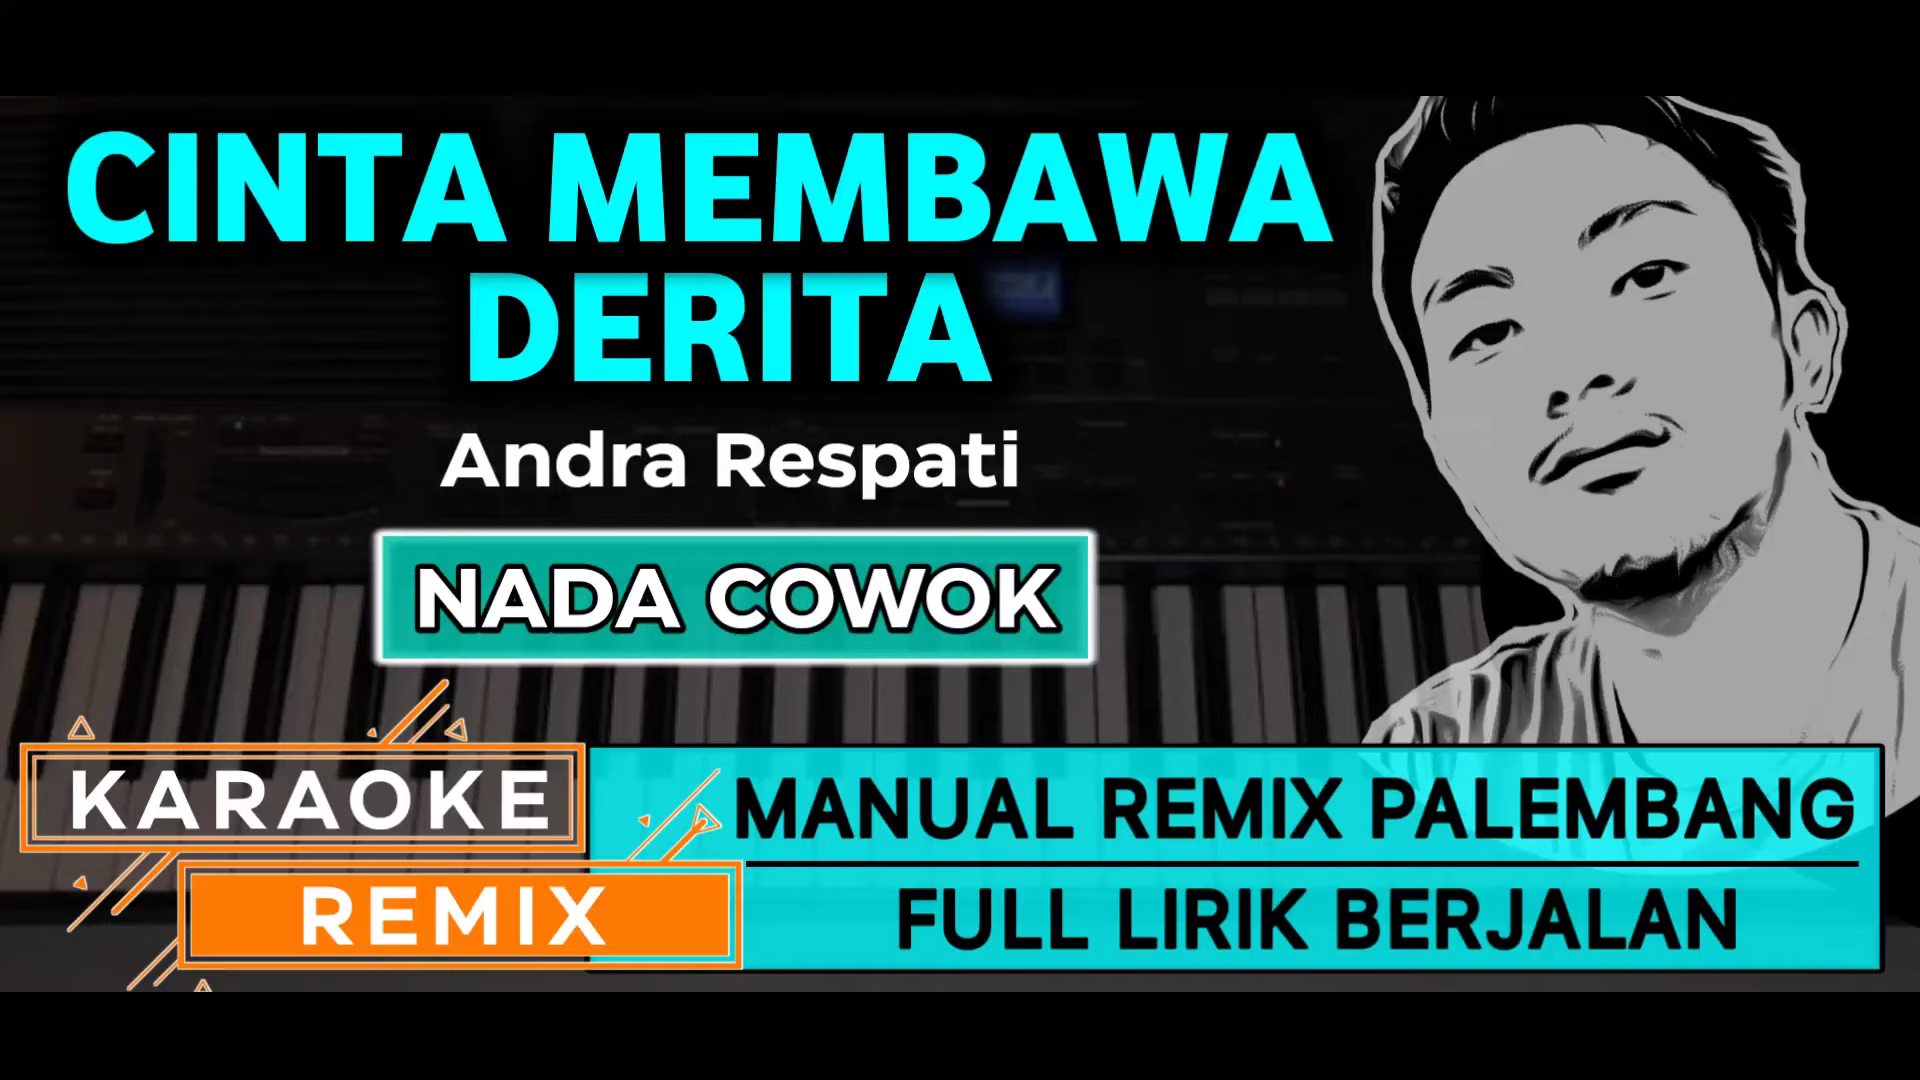 CINTA MEMBAWA
DERITA
Andra Respati
NADA COWOK
KARAOKE
REMIX
MANUAL REMIX PALEMBANG
FULL LIRIK BERJALAN